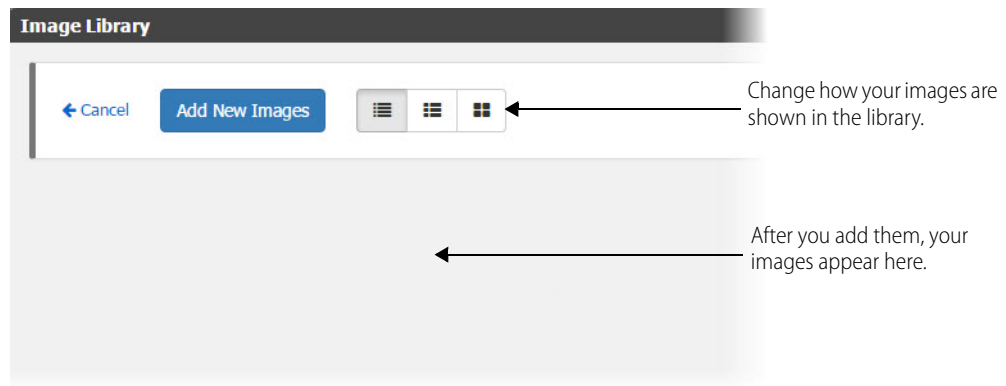 Image Library
Cancel
Add New Images
Change how your images are
shown in the library.
After you add them, your
images appear here.